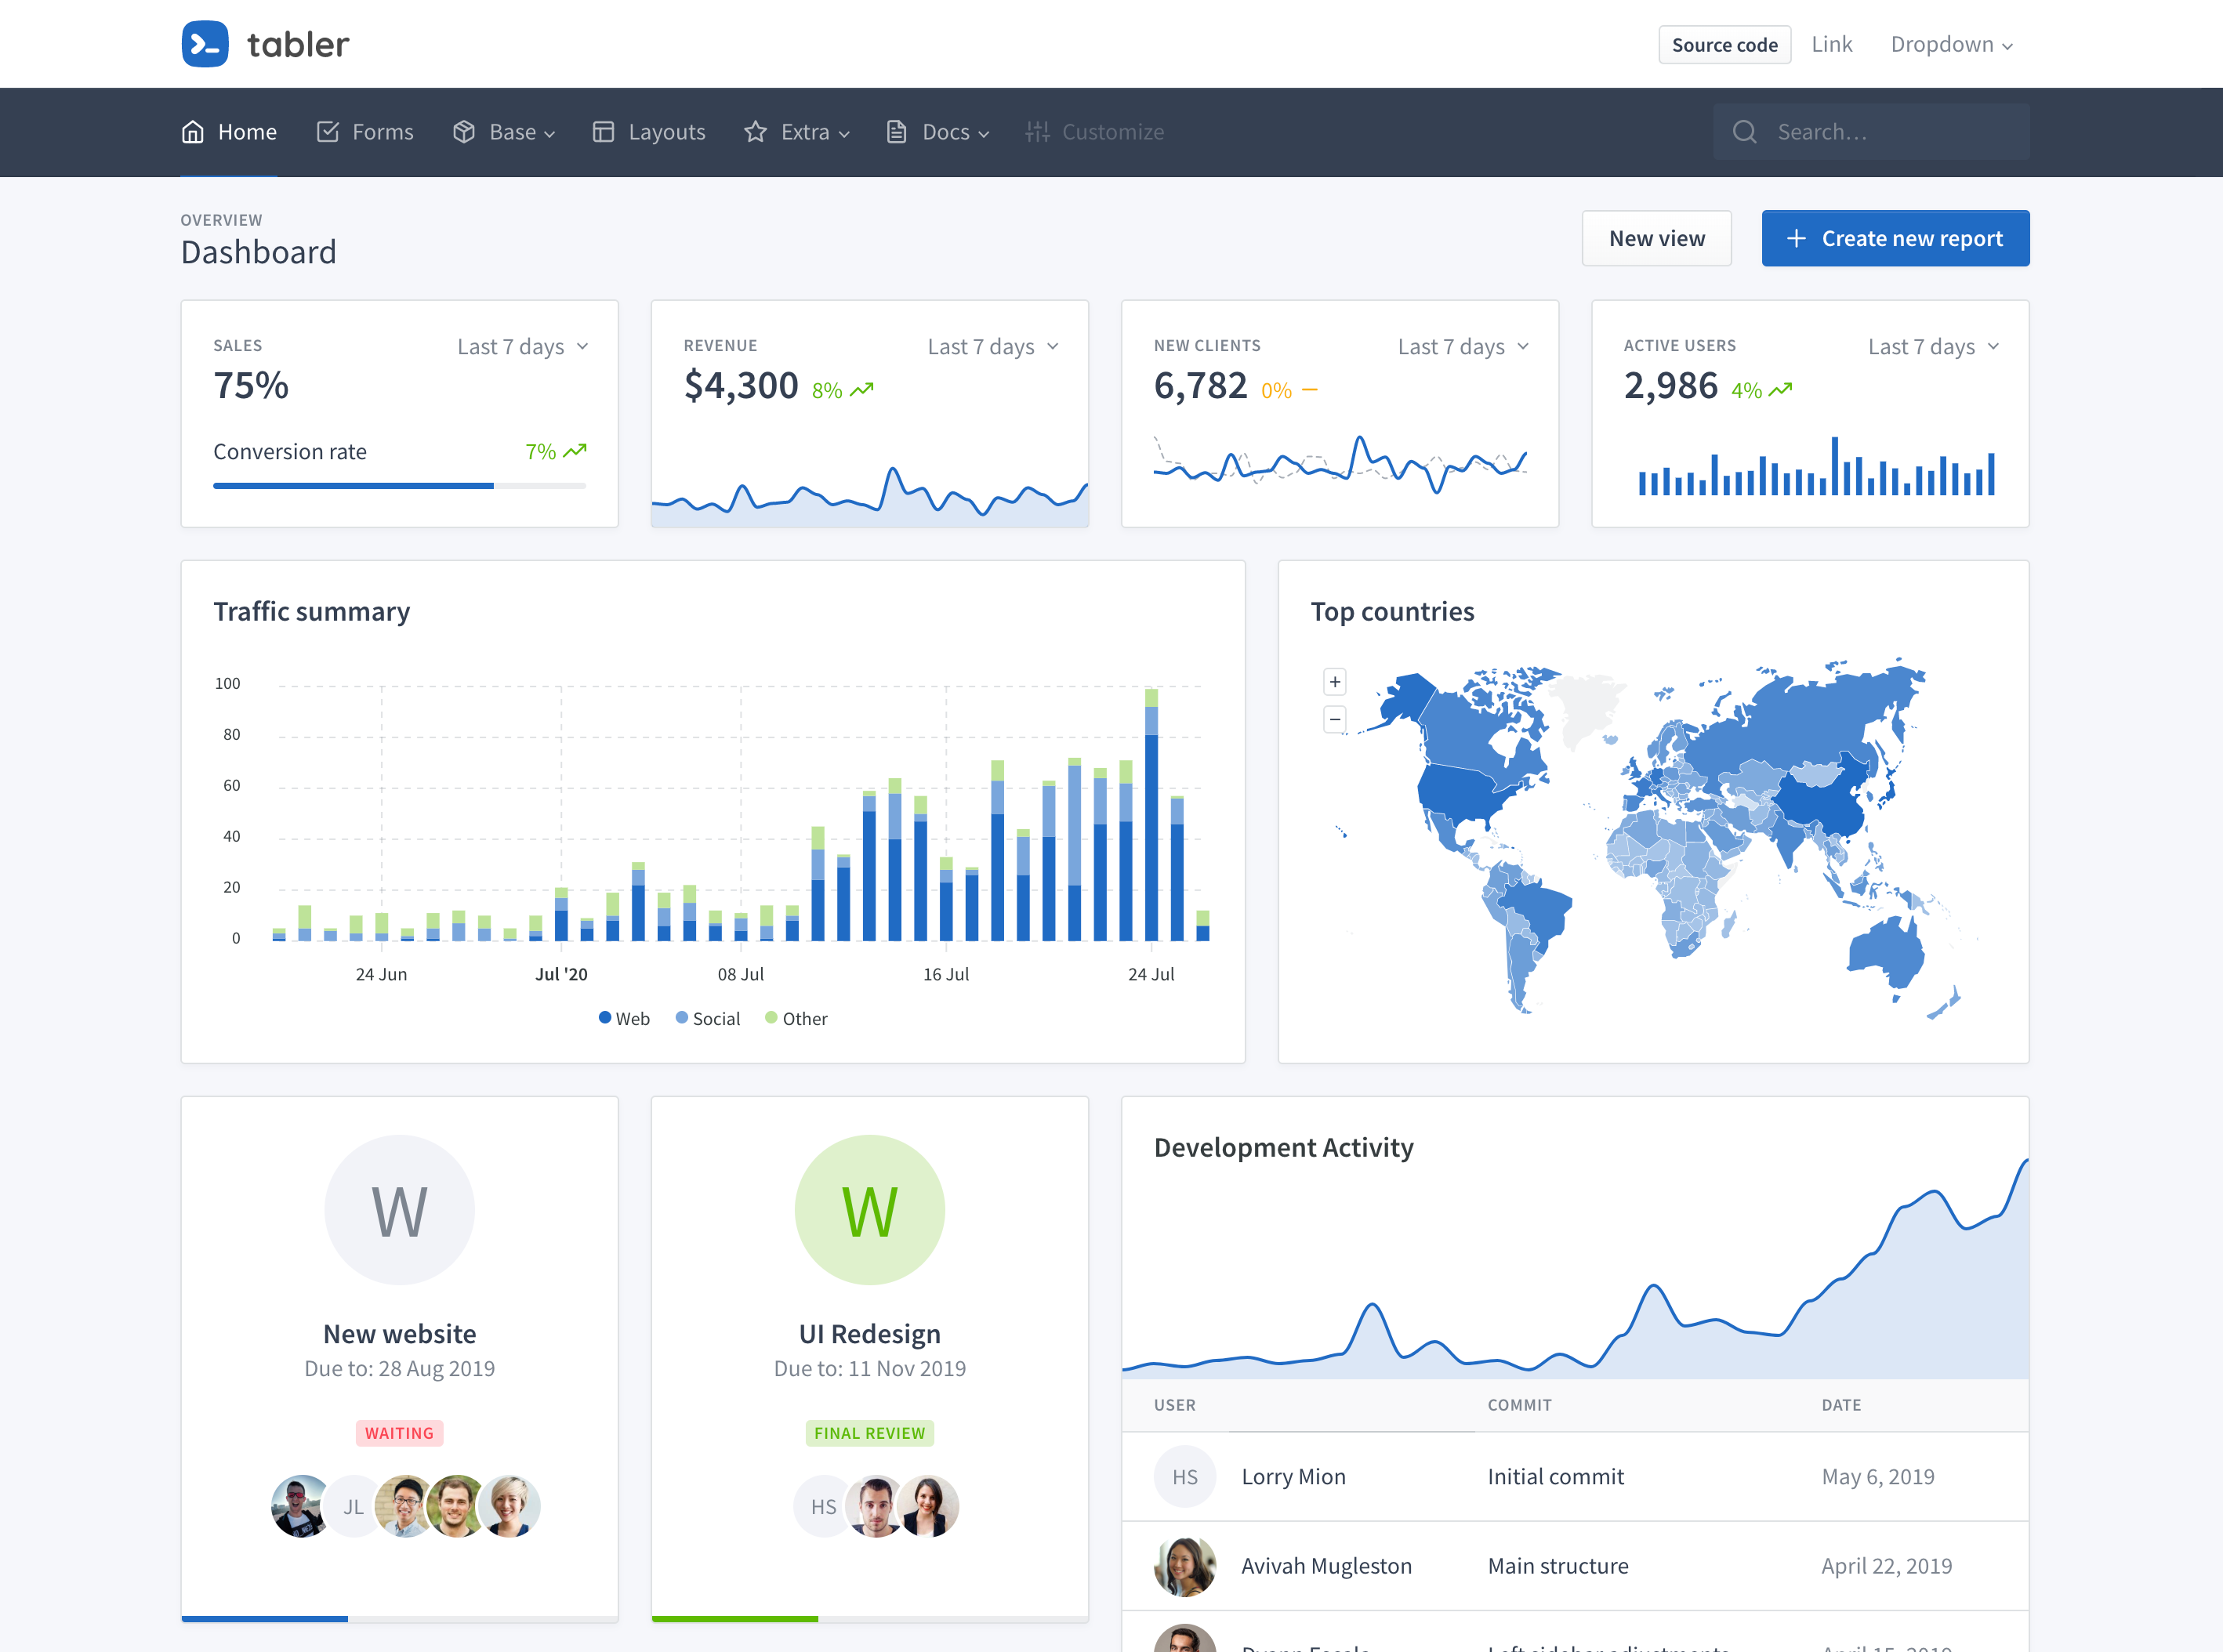 tabler
Source code Link Dropdown
Home Forms Base Layouts Extra Docs Customize Search...
OVERVIEW
Dashboard
New view
+ Create new report
SALES Last 7 days
75%
Conversion rate 7%
REVENUE Last 7 days
$4,300 8%
NEW CLIENTS Last 7 days
6,782 0%
ACTIVE USERS Last 7 days
2,986 4%
Traffic summary
100
80
60
40
20
0
24 Jun Jul '20 08 Jul 16 Jul 24 Jul
Web Social Other
Top countries
+
−
W
New website
Due to: 28 Aug 2019
WAITING
JL
W
UI Redesign
Due to: 11 Nov 2019
FINAL REVIEW
HS
Development Activity
USER COMMIT DATE
HS Lorry Mion Initial commit May 6, 2019
Avivah Mugleston Main structure April 22, 2019